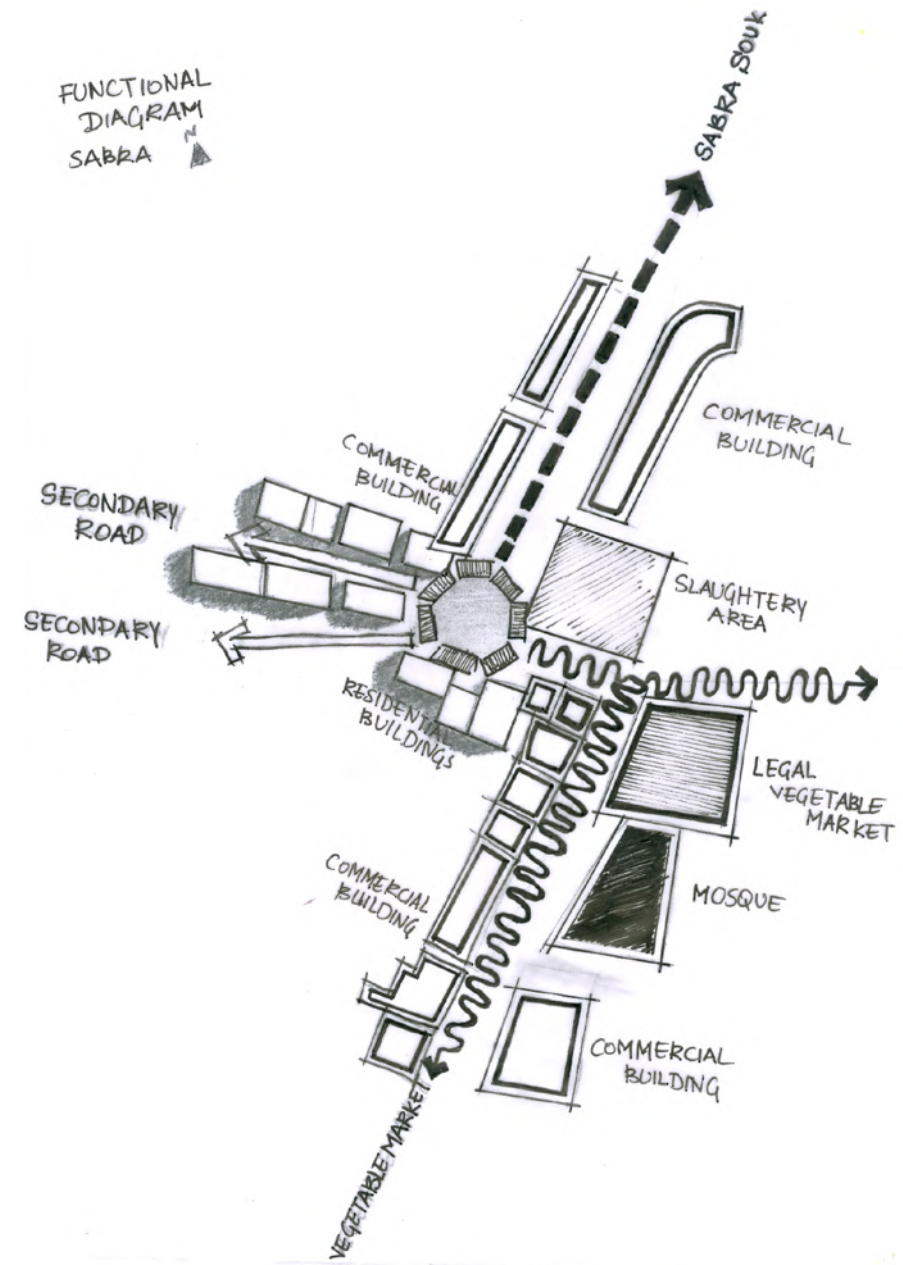 FUNCTIONAL
DIAGRAM
SABRA
N
SABRA SOUK
COMMERCIAL
BUILDING
COMMERCIAL
BUILDING
SECONDARY
ROAD
SLAUGHTERY
AREA
SECONDARY
ROAD
RESIDENTIAL
BUILDINGS
LEGAL
VEGETABLE
MARKET
COMMERCIAL
BUILDING
MOSQUE
COMMERCIAL
BUILDING
VEGETABLE MARKET